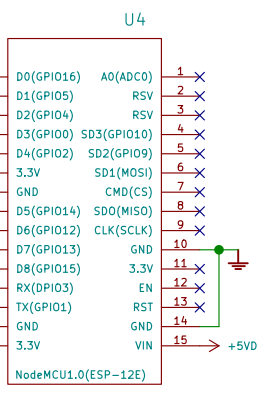 U4
D0(GPIO16) A0(ADC0) 1
D1(GPIO5) RSV 2
D2(GPIO4) RSV 3
D3(GPIO0) SD3(GPIO10) 4
D4(GPIO2) SD2(GPIO9) 5
3.3V SD1(MOSI) 6
GND CMD(CS) 7
D5(GPIO14) SDO(MISO) 8
D6(GPIO12) CLK(SCLK) 9
D7(GPIO13) GND 10
D8(GPIO15) 3.3V 11
RX(DPIO3) EN 12
TX(GPIO1) RST 13
GND GND 14
3.3V VIN 15 +5VD
NodeMCU1.0(ESP-12E)